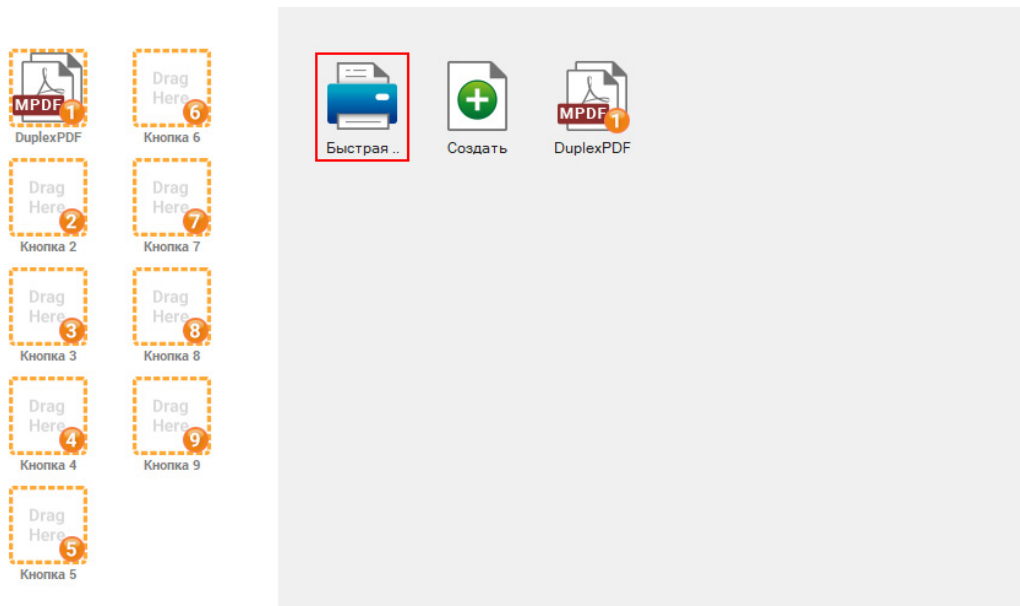 MPDF
1
DuplexPDF
Drag
Here
6
Кнопка 6
Drag
Here
2
Кнопка 2
Drag
Here
7
Кнопка 7
Drag
Here
3
Кнопка 3
Drag
Here
8
Кнопка 8
Drag
Here
4
Кнопка 4
Drag
Here
9
Кнопка 9
Drag
Here
5
Кнопка 5
Быстрая ..
Создать
MPDF
1
DuplexPDF